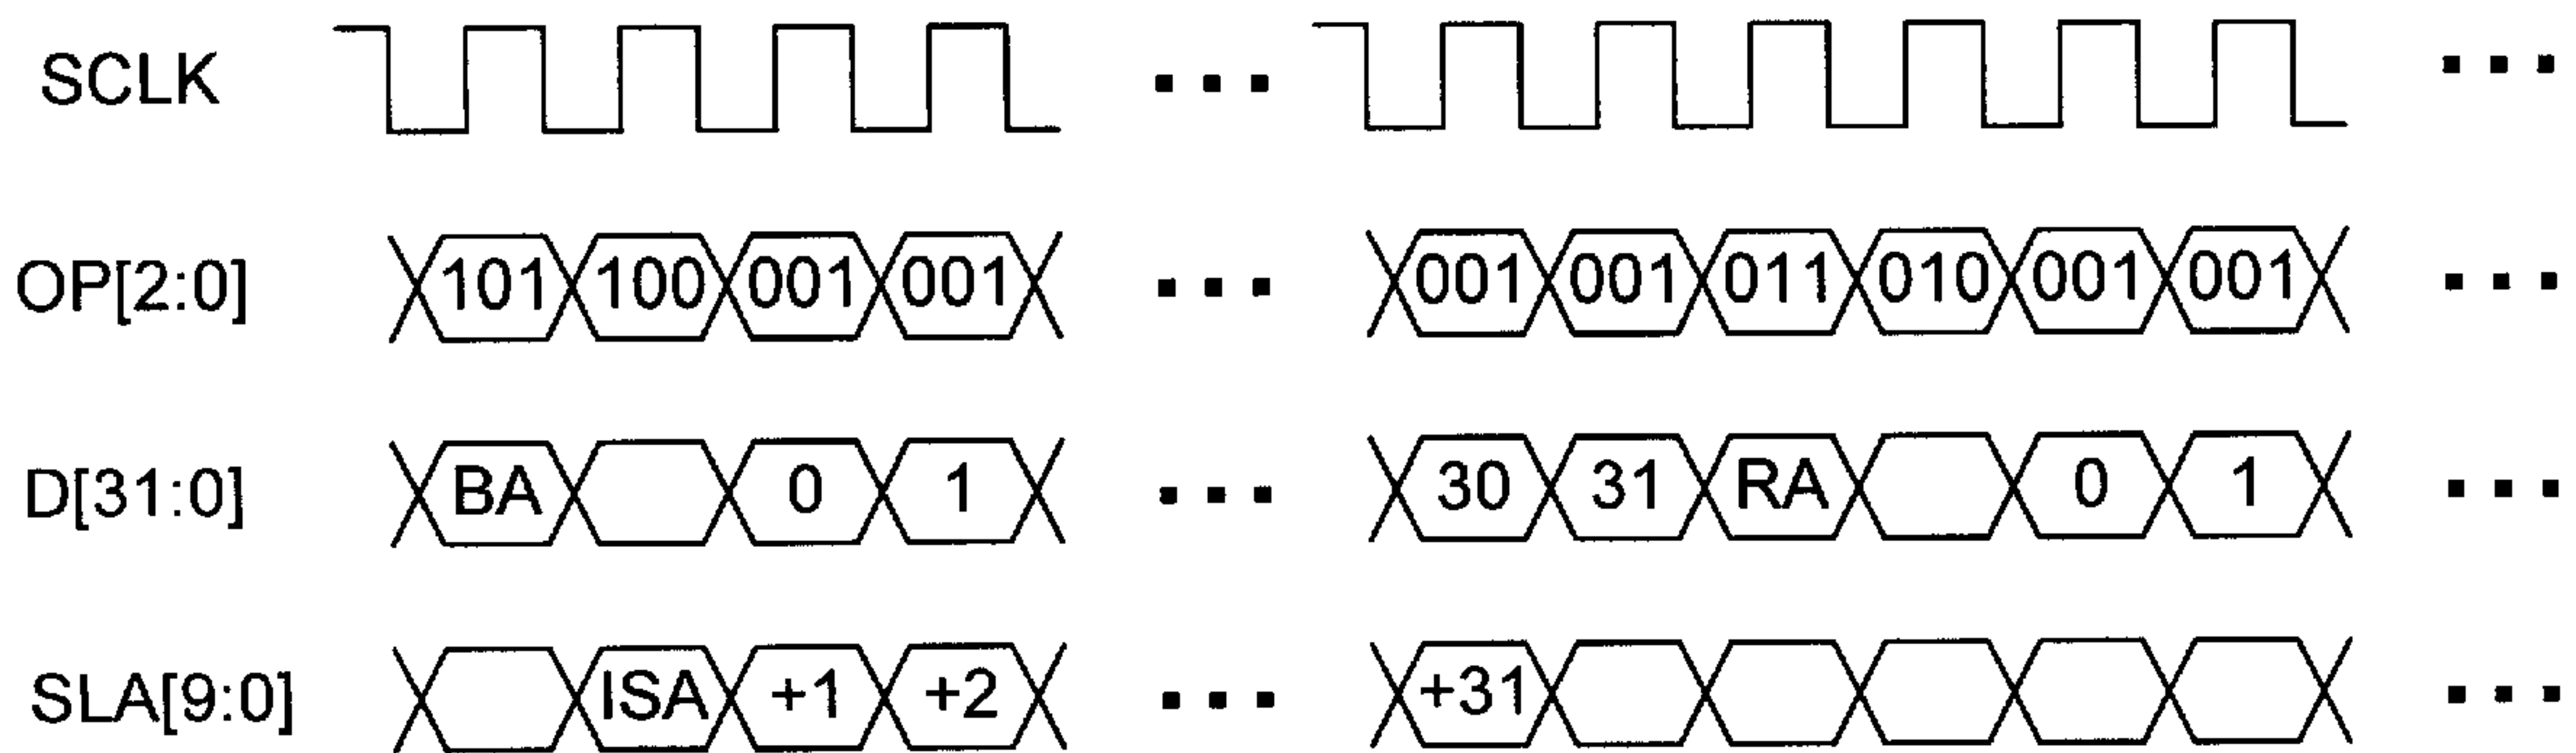 SCLK ... ...
OP[2:0] 101 100 001 001 ... 001 001 011 010 001 001 ...
D[31:0] BA 0 1 ... 30 31 RA 0 1 ...
SLA[9:0] ISA +1 +2 ... +31 ...